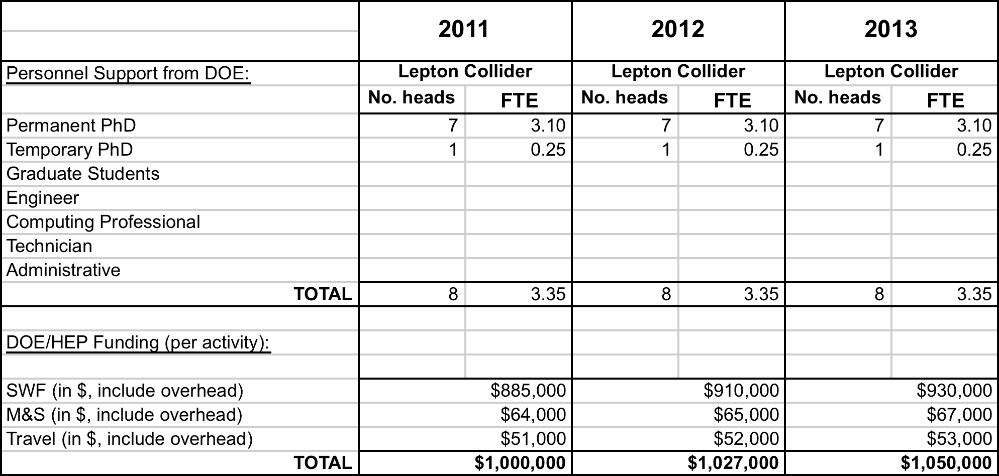 2011 2012 2013
Personnel Support from DOE: Lepton Collider Lepton Collider Lepton Collider
No. heads FTE No. heads FTE No. heads FTE
Permanent PhD 7 3.10 7 3.10 7 3.10
Temporary PhD 1 0.25 1 0.25 1 0.25
Graduate Students
Engineer
Computing Professional
Technician
Administrative
TOTAL 8 3.35 8 3.35 8 3.35
DOE/HEP Funding (per activity):
SWF (in $, include overhead) $885,000 $910,000 $930,000
M&S (in $, include overhead) $64,000 $65,000 $67,000
Travel (in $, include overhead) $51,000 $52,000 $53,000
TOTAL $1,000,000 $1,027,000 $1,050,000